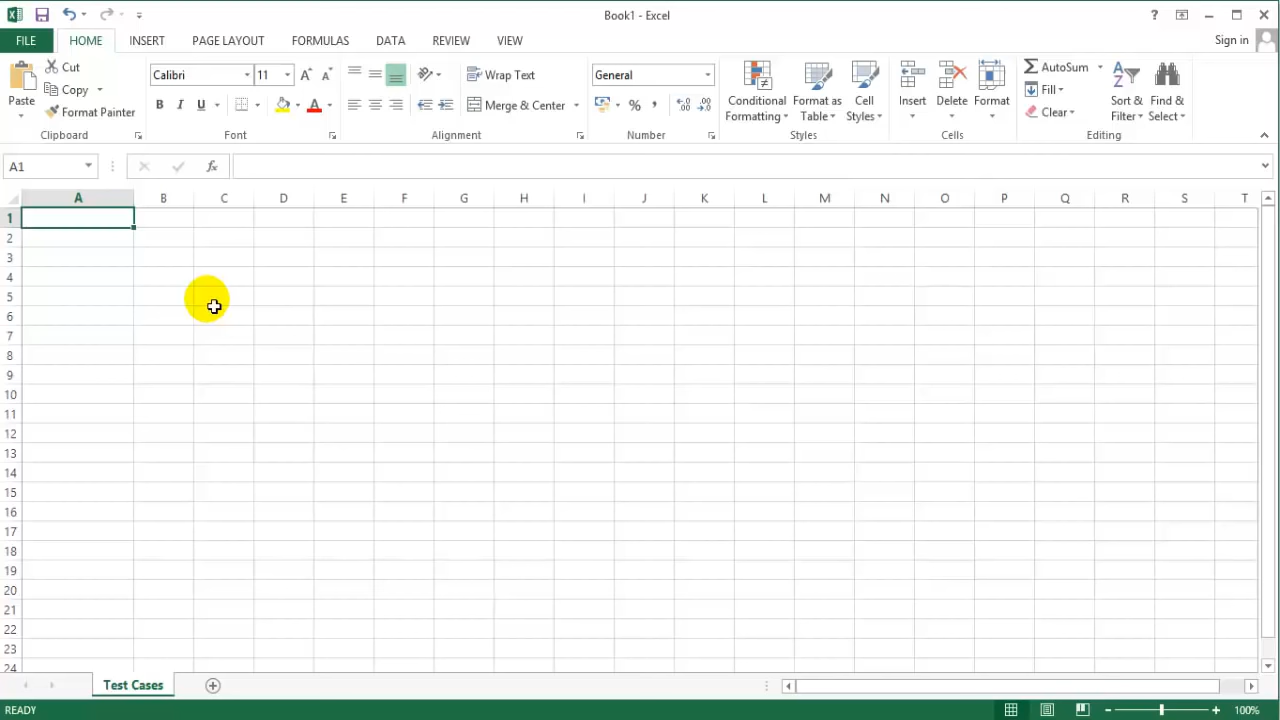 Book1 - Excel
?
FILE HOME INSERT PAGE LAYOUT FORMULAS DATA REVIEW VIEW Sign in
Paste
Cut
Copy
Format Painter
Clipboard
Calibri 11
B I U A
Font
Wrap Text
Merge & Center
Alignment
General
% ,
Number
Conditional
Formatting
Format as
Table
Cell
Styles
Styles
Insert
Delete
Format
Cells
AutoSum
Fill
Clear
Sort &
Filter
Find &
Select
Editing
A1 fx
A B C D E F G H I J K L M N O P Q R S T
1
2
3
4
5
6
7
8
9
10
11
12
13
14
15
16
17
18
19
20
21
22
23
24
Test Cases
READY 100%